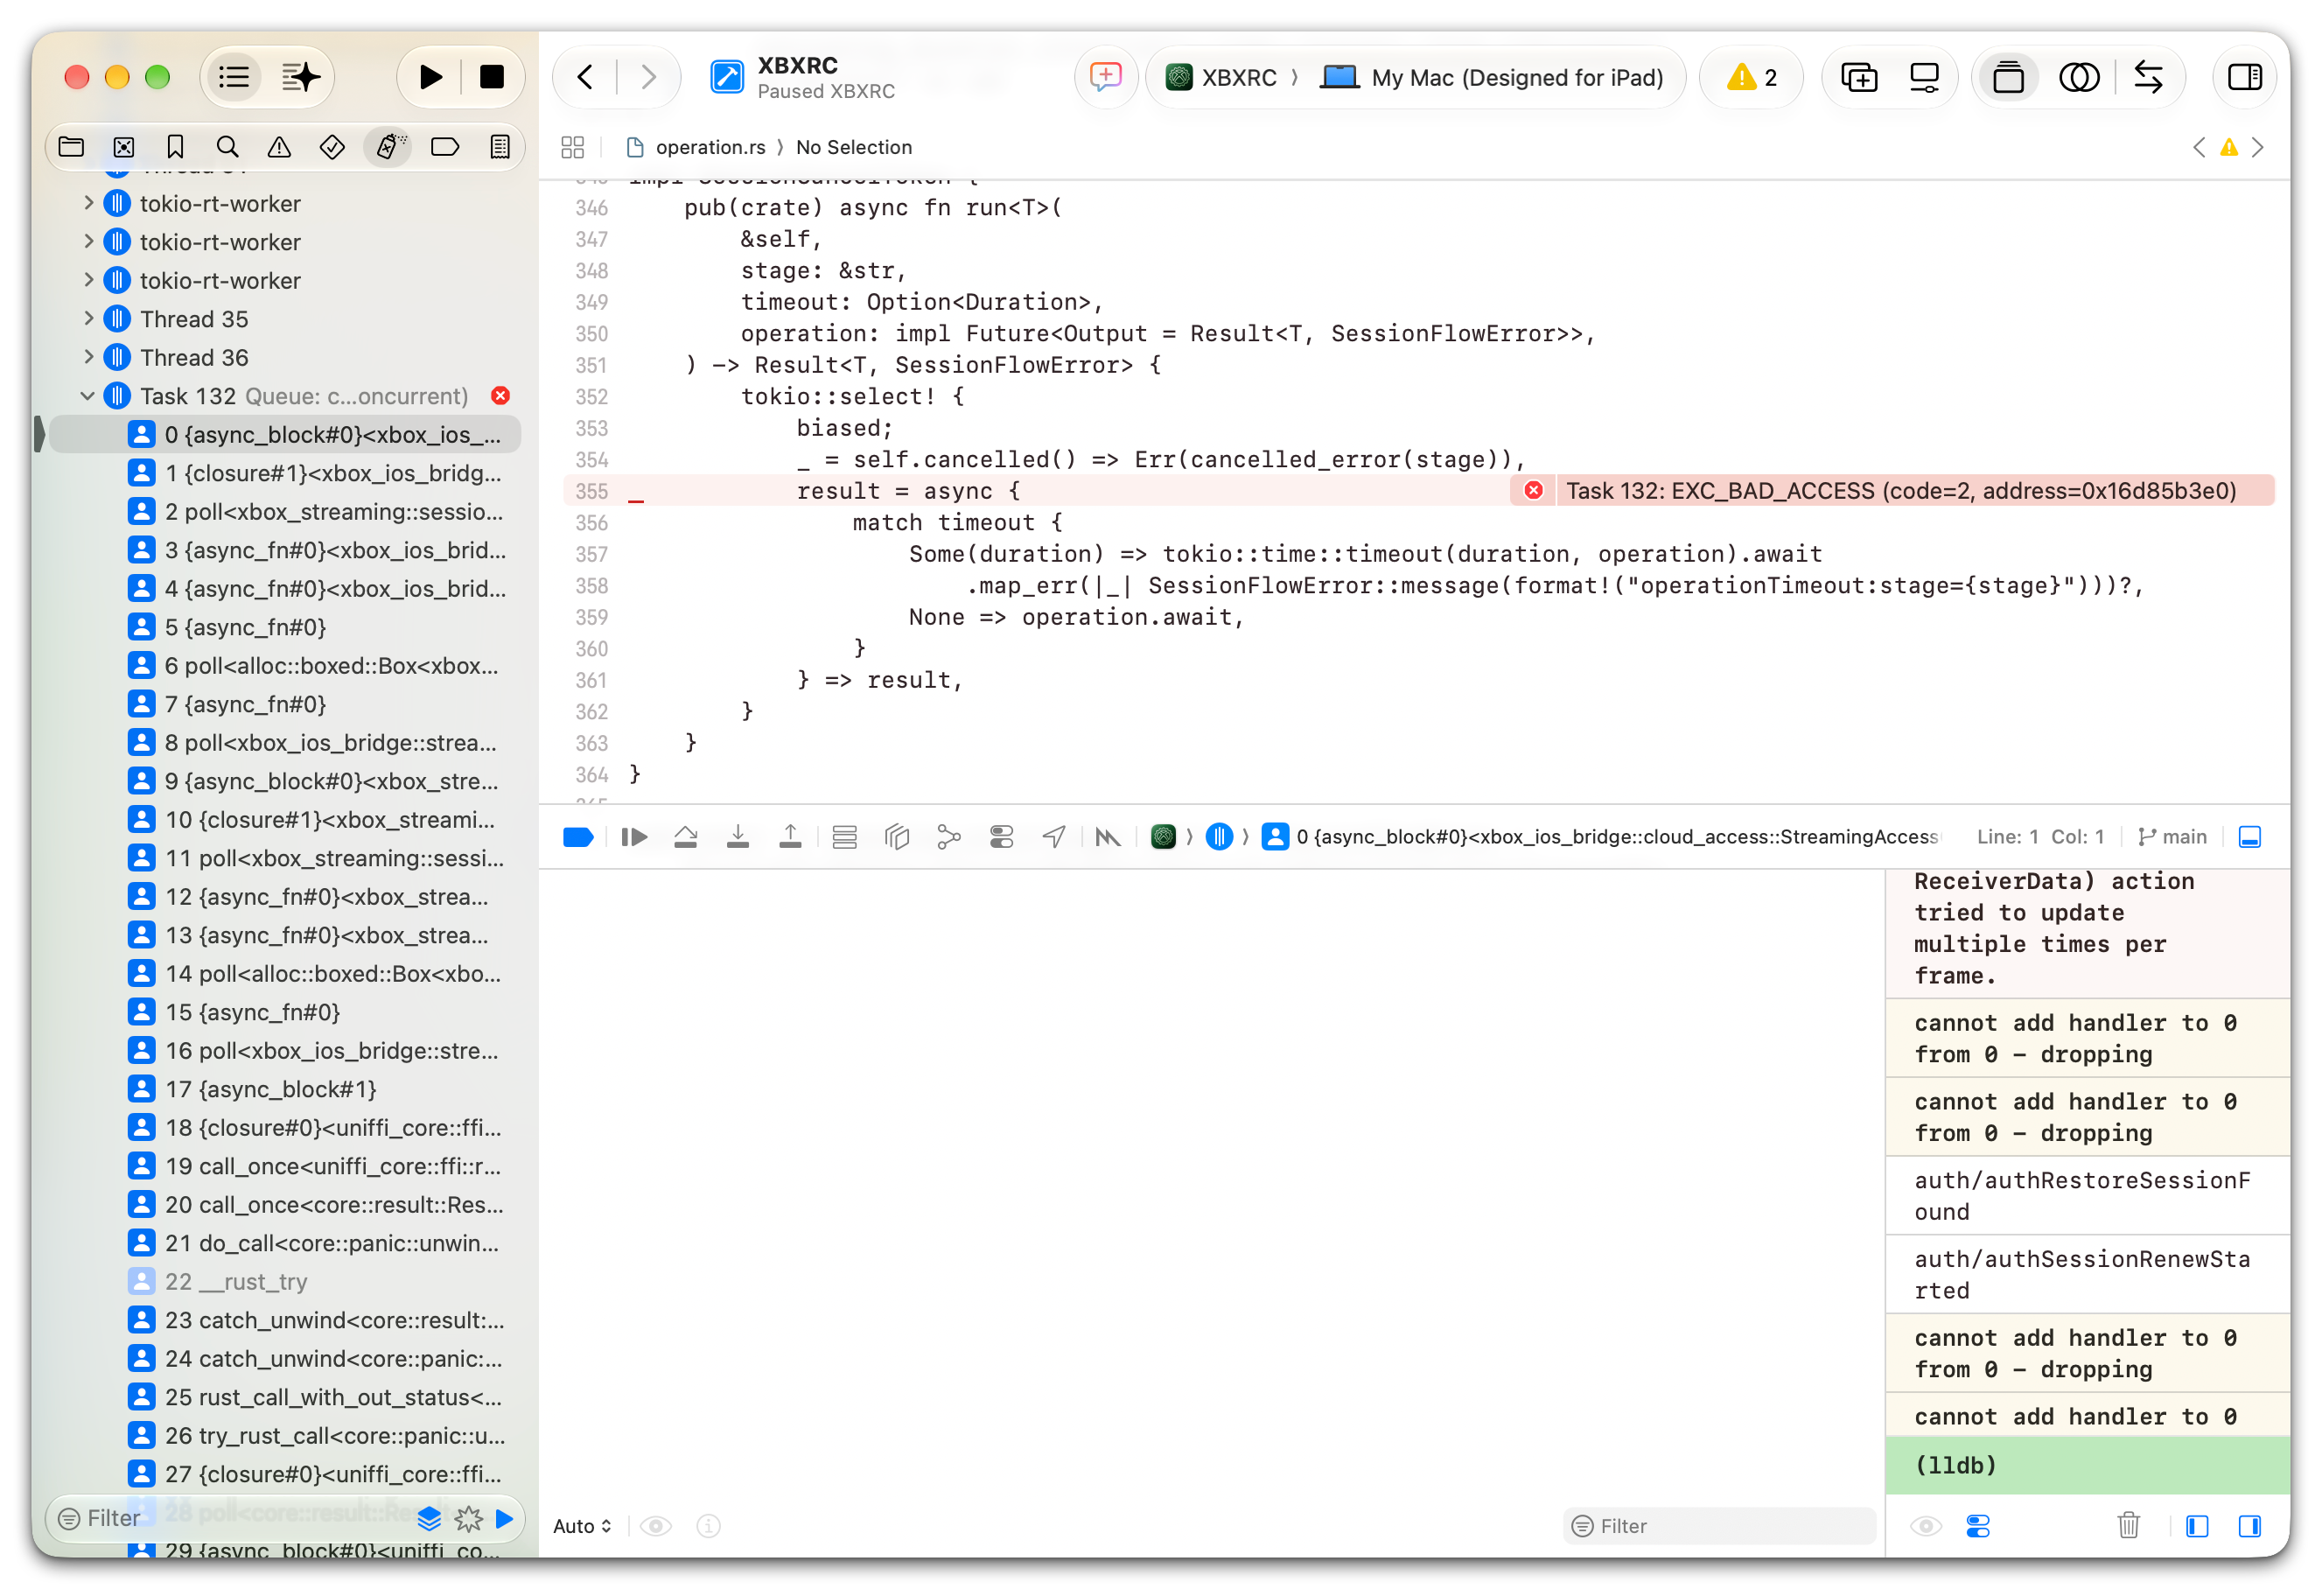 XBXRC
Paused XBXRC
XBXRC
My Mac (Designed for iPad)
2
operation.rs
No Selection
tokio-rt-worker
tokio-rt-worker
tokio-rt-worker
Thread 35
Thread 36
Task 132 Queue: c...oncurrent)
0 {async_block#0}<xbox_ios_...
1 {closure#1}<xbox_ios_bridg...
2 poll<xbox_streaming::sessio...
3 {async_fn#0}<xbox_ios_brid...
4 {async_fn#0}<xbox_ios_brid...
5 {async_fn#0}
6 poll<alloc::boxed::Box<xbox...
7 {async_fn#0}
8 poll<xbox_ios_bridge::strea...
9 {async_block#0}<xbox_stre...
10 {closure#1}<xbox_streami...
11 poll<xbox_streaming::sessi...
12 {async_fn#0}<xbox_strea...
13 {async_fn#0}<xbox_strea...
14 poll<alloc::boxed::Box<xbo...
15 {async_fn#0}
16 poll<xbox_ios_bridge::stre...
17 {async_block#1}
18 {closure#0}<uniffi_core::ffi...
19 call_once<uniffi_core::ffi::r...
20 call_once<core::result::Res...
21 do_call<core::panic::unwin...
22 __rust_try
23 catch_unwind<core::result:...
24 catch_unwind<core::panic:...
25 rust_call_with_out_status<...
26 try_rust_call<core::panic::u...
27 {closure#0}<uniffi_core::ffi...
Filter
29 {async_block#0}<uniffi_co...
impl SessionCancelToken {
346 pub(crate) async fn run<T>(
347 &self,
348 stage: &str,
349 timeout: Option<Duration>,
350 operation: impl Future<Output = Result<T, SessionFlowError>>,
351 ) -> Result<T, SessionFlowError> {
352 tokio::select! {
353 biased;
354 _ = self.cancelled() => Err(cancelled_error(stage)),
355 result = async {
Task 132: EXC_BAD_ACCESS (code=2, address=0x16d85b3e0)
356 match timeout {
357 Some(duration) => tokio::time::timeout(duration, operation).await
358 .map_err(|_| SessionFlowError::message(format!("operationTimeout:stage={stage}")))?,
359 None => operation.await,
360 }
361 } => result,
362 }
363 }
364 }
0 {async_block#0}<xbox_ios_bridge::cloud_access::StreamingAccess
Line: 1 Col: 1
main
ReceiverData) action
tried to update
multiple times per
frame.
cannot add handler to 0
from 0 - dropping
cannot add handler to 0
from 0 - dropping
auth/authRestoreSessionF
ound
auth/authSessionRenewSta
rted
cannot add handler to 0
from 0 - dropping
cannot add handler to 0
(lldb)
Auto
Filter